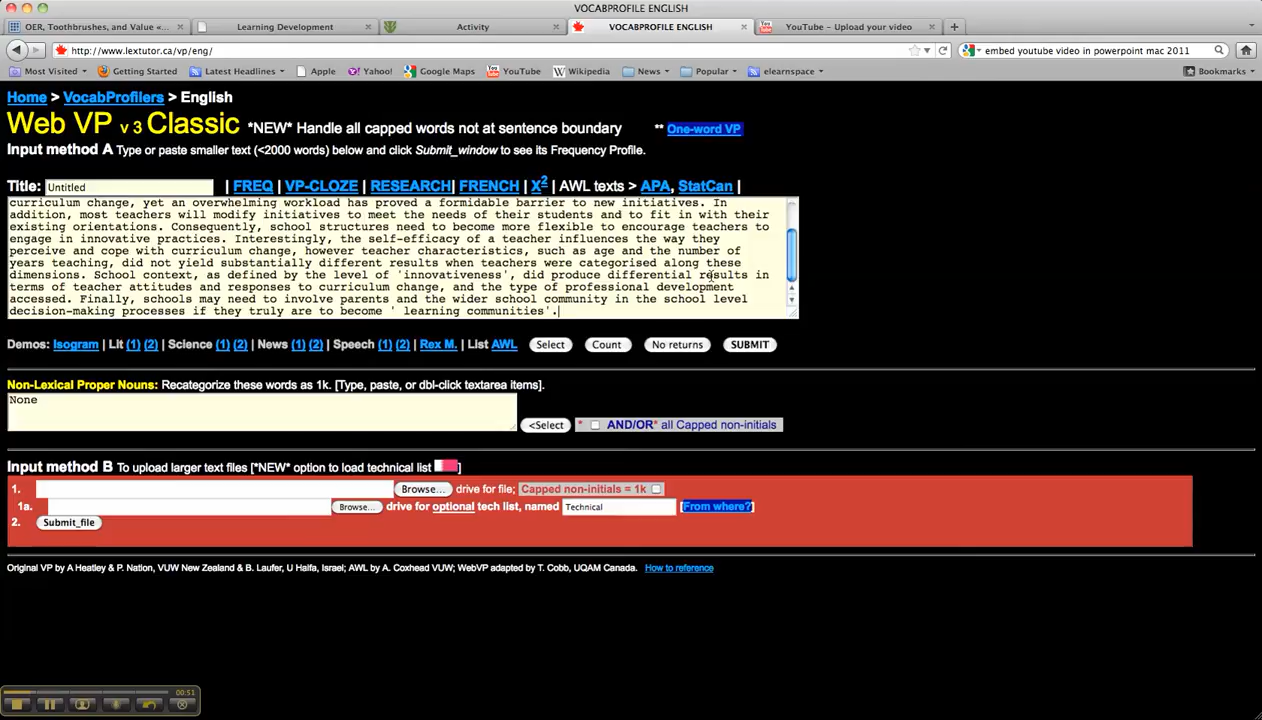 VOCABPROFILE ENGLISH
OER, Toothbrushes, and Value «...
Learning Development
Activity
VOCABPROFILE ENGLISH
YouTube - Upload your video
http://www.lextutor.ca/vp/eng/
embed youtube video in powerpoint mac 2011
Most Visited
Getting Started
Latest Headlines
Apple
Yahoo!
Google Maps
YouTube
Wikipedia
News
Popular
elearnspace
Bookmarks
Home > VocabProfilers > English
Web VP v 3 Classic *NEW* Handle all capped words not at sentence boundary ** One-word VP
Input method A Type or paste smaller text (<2000 words) below and click Submit_window to see its Frequency Profile.
Title: Untitled | FREQ | VP-CLOZE | RESEARCH | FRENCH | X2 | AWL texts > APA, StatCan |
curriculum change, yet an overwhelming workload has proved a formidable barrier to new initiatives. In
addition, most teachers will modify initiatives to meet the needs of their students and to fit in with their
existing orientations. Consequently, school structures need to become more flexible to encourage teachers to
engage in innovative practices. Interestingly, the self-efficacy of a teacher influences the way they
perceive and cope with curriculum change, however teacher characteristics, such as age and the number of
years teaching, did not yield substantially different results when teachers were categorised along these
dimensions. School context, as defined by the level of 'innovativeness', did produce differential results in
terms of teacher attitudes and responses to curriculum change, and the type of professional development
accessed. Finally, schools may need to involve parents and the wider school community in the school level
decision-making processes if they truly are to become ' learning communities'.
Demos: Isogram | Lit (1) (2) | Science (1) (2) | News (1) (2) | Speech (1) (2) | Rex M. | List AWL Select Count No returns SUBMIT
Non-Lexical Proper Nouns: Recategorize these words as 1k. [Type, paste, or dbl-click textarea items].
None
<Select * AND/OR* all Capped non-initials
Input method B To upload larger text files [*NEW* option to load technical list ]
1. Browse... drive for file; Capped non-initials = 1k
1a. Browse... drive for optional tech list, named Technical [From where?]
2. Submit_file
Original VP by A Heatley & P. Nation, VUW New Zealand & B. Laufer, U Haifa, Israel; AWL by A. Coxhead VUW; WebVP adapted by T. Cobb, UQAM Canada. How to reference
00:51